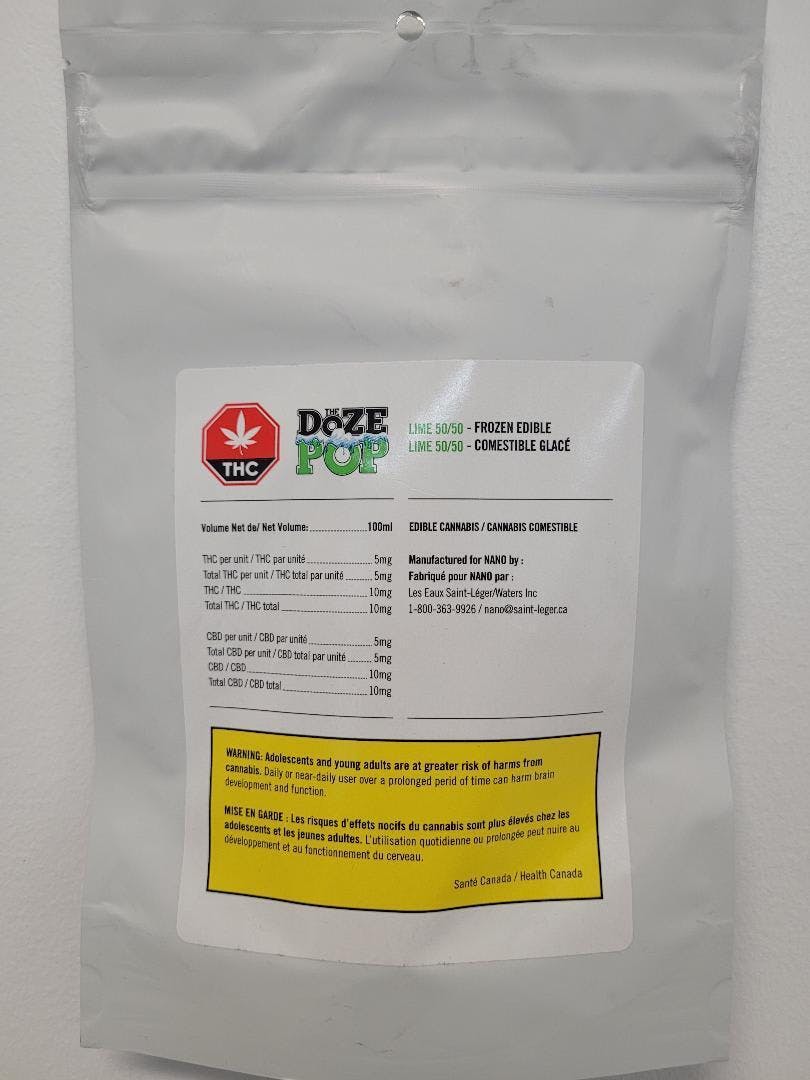 THC
THE
DOZE
POP
LIME 50/50 - FROZEN EDIBLE
LIME 50/50 - COMESTIBLE GLACÉ
Volume Net de/ Net Volume:..........100ml
THC per unit / THC par unité..........5mg
Total THC per unit / THC total par unité..........5mg
THC / THC..........10mg
Total THC / THC total..........10mg
CBD per unit / CBD par unité..........5mg
Total CBD per unit / CBD total par unité..........5mg
CBD / CBD..........10mg
Total CBD / CBD total..........10mg
EDIBLE CANNABIS / CANNABIS COMESTIBLE
Manufactured for NANO by :
Fabriqué pour NANO par :
Les Eaux Saint-Léger/Waters Inc
1-800-363-9926 / nano@saint-leger.ca
WARNING: Adolescents and young adults are at greater risk of harms from
cannabis. Daily or near-daily user over a prolonged perid of time can harm brain
development and function.
MISE EN GARDE : Les risques d'effets nocifs du cannabis sont plus élevés chez les
adolescents et les jeunes adultes. L'utilisation quotidienne ou prolongée peut nuire au
développement et au fonctionnement du cerveau.
Santé Canada / Health Canada